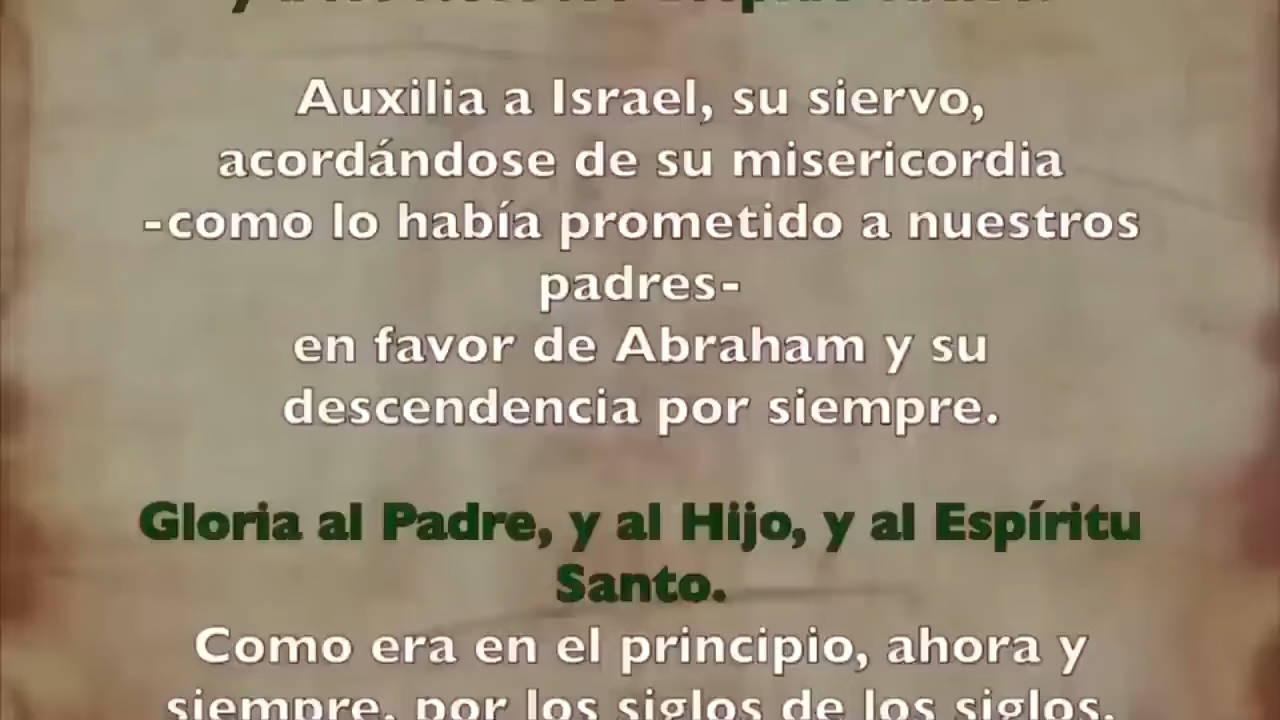 Auxilia a Israel, su siervo,
acordándose de su misericordia
-como lo había prometido a nuestros
padres-
en favor de Abraham y su
descendencia por siempre.
Gloria al Padre, y al Hijo, y al Espíritu
Santo.
Como era en el principio, ahora y
siempre, por los siglos de los siglos.